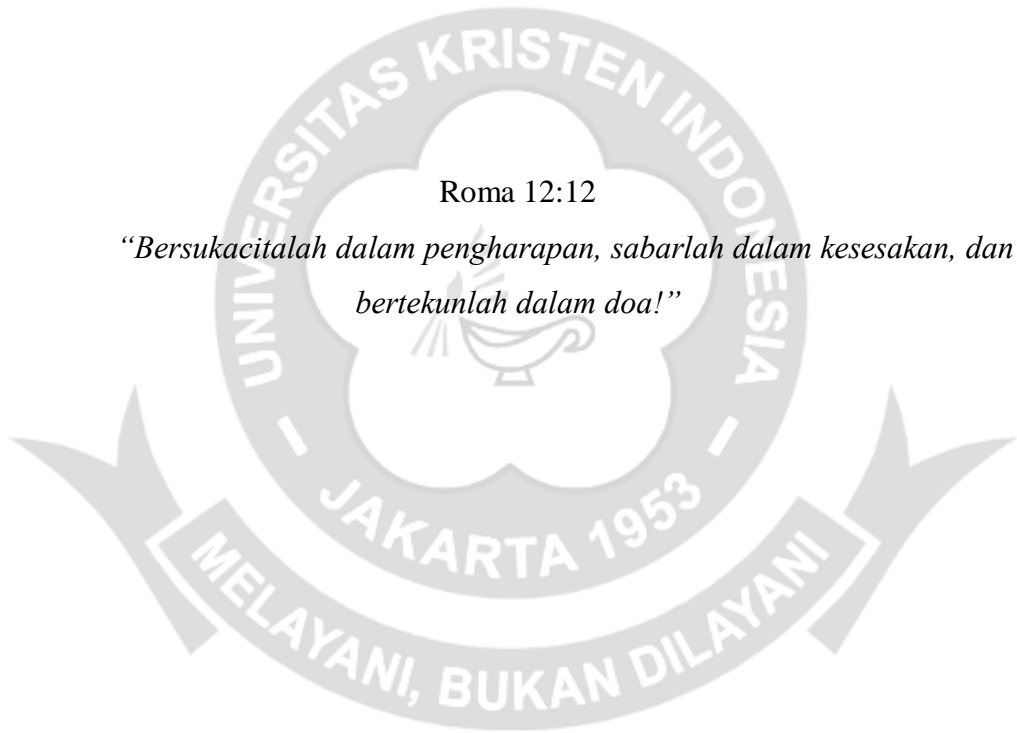 UNIVERSITAS KRISTEN INDONESIA
Roma 12:12
“Bersukacitalah dalam pengharapan, sabarlah dalam kesesakan, dan
bertekunlah dalam doa!”
JAKARTA 1953
MELAYANI, BUKAN DILAYANI